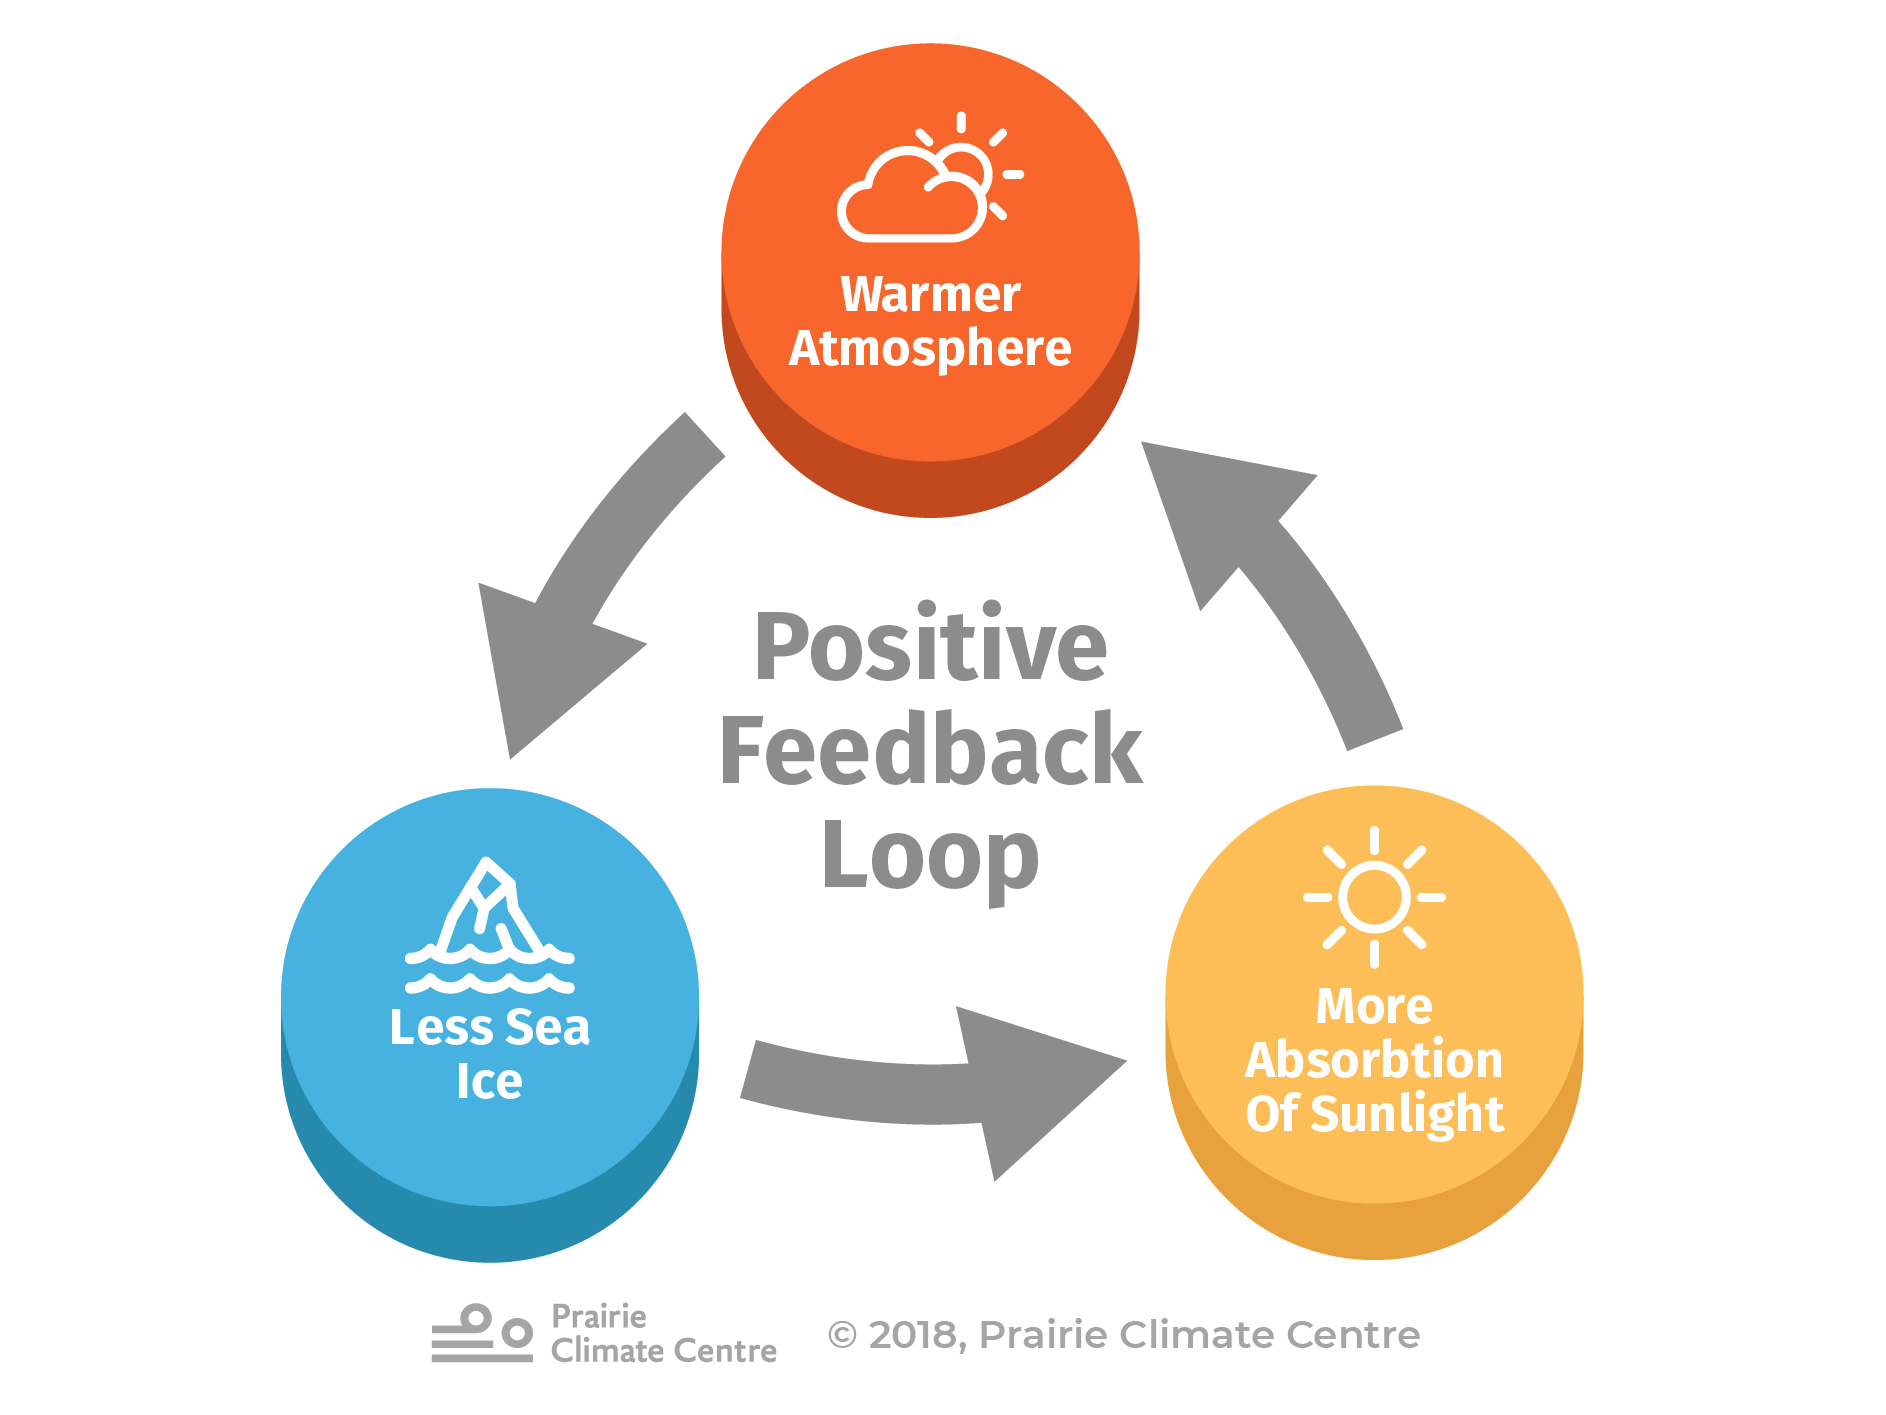 Warmer
Atmosphere
Positive
Feedback
Loop
Less Sea
Ice
More
Absorbtion
Of Sunlight
Prairie
Climate Centre
© 2018, Prairie Climate Centre